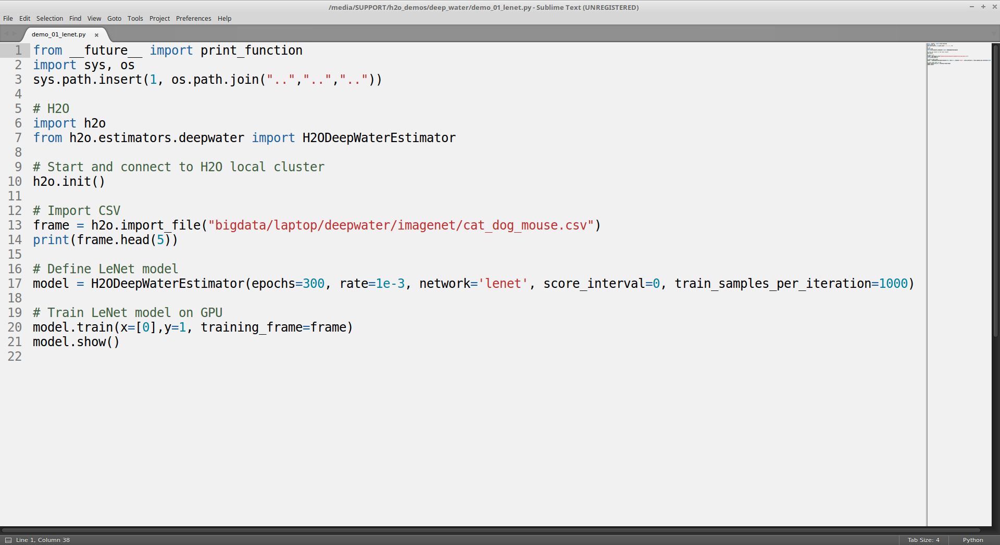 /media/SUPPORT/h2o_demos/deep_water/demo_01_lenet.py - Sublime Text (UNREGISTERED)
File Edit Selection Find View Goto Tools Project Preferences Help
demo_01_lenet.py
1 from __future__ import print_function
2 import sys, os
3 sys.path.insert(1, os.path.join("..","..",".."))
4
5 # H2O
6 import h2o
7 from h2o.estimators.deepwater import H2ODeepWaterEstimator
8
9 # Start and connect to H2O local cluster
10 h2o.init()
11
12 # Import CSV
13 frame = h2o.import_file("bigdata/laptop/deepwater/imagenet/cat_dog_mouse.csv")
14 print(frame.head(5))
15
16 # Define LeNet model
17 model = H2ODeepWaterEstimator(epochs=300, rate=1e-3, network='lenet', score_interval=0, train_samples_per_iteration=1000)
18
19 # Train LeNet model on GPU
20 model.train(x=[0],y=1, training_frame=frame)
21 model.show()
22
Line 1, Column 38 Tab Size: 4 Python